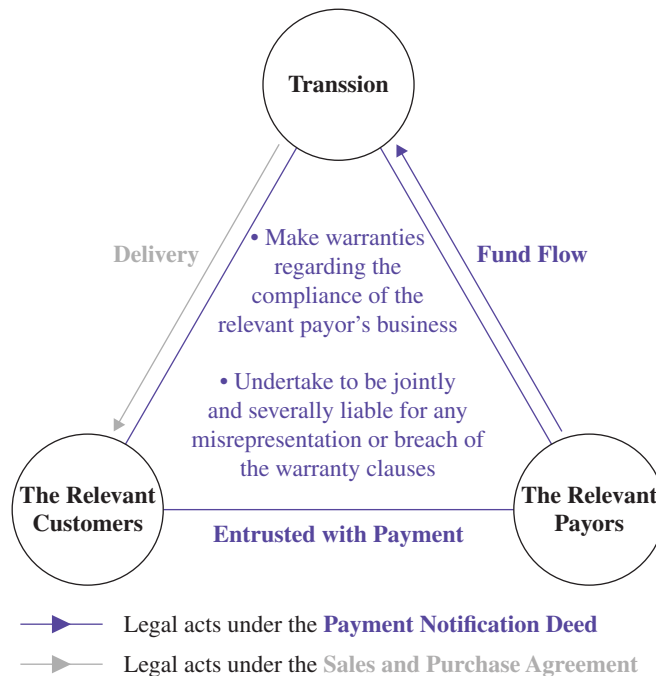 Transsion
Delivery
Fund Flow
• Make warranties
regarding the
compliance of the
relevant payor’s business
• Undertake to be jointly
and severally liable for any
misrepresentation or breach of
the warranty clauses
The Relevant
Customers
The Relevant
Payors
Entrusted with Payment
Legal acts under the Payment Notification Deed
Legal acts under the Sales and Purchase Agreement